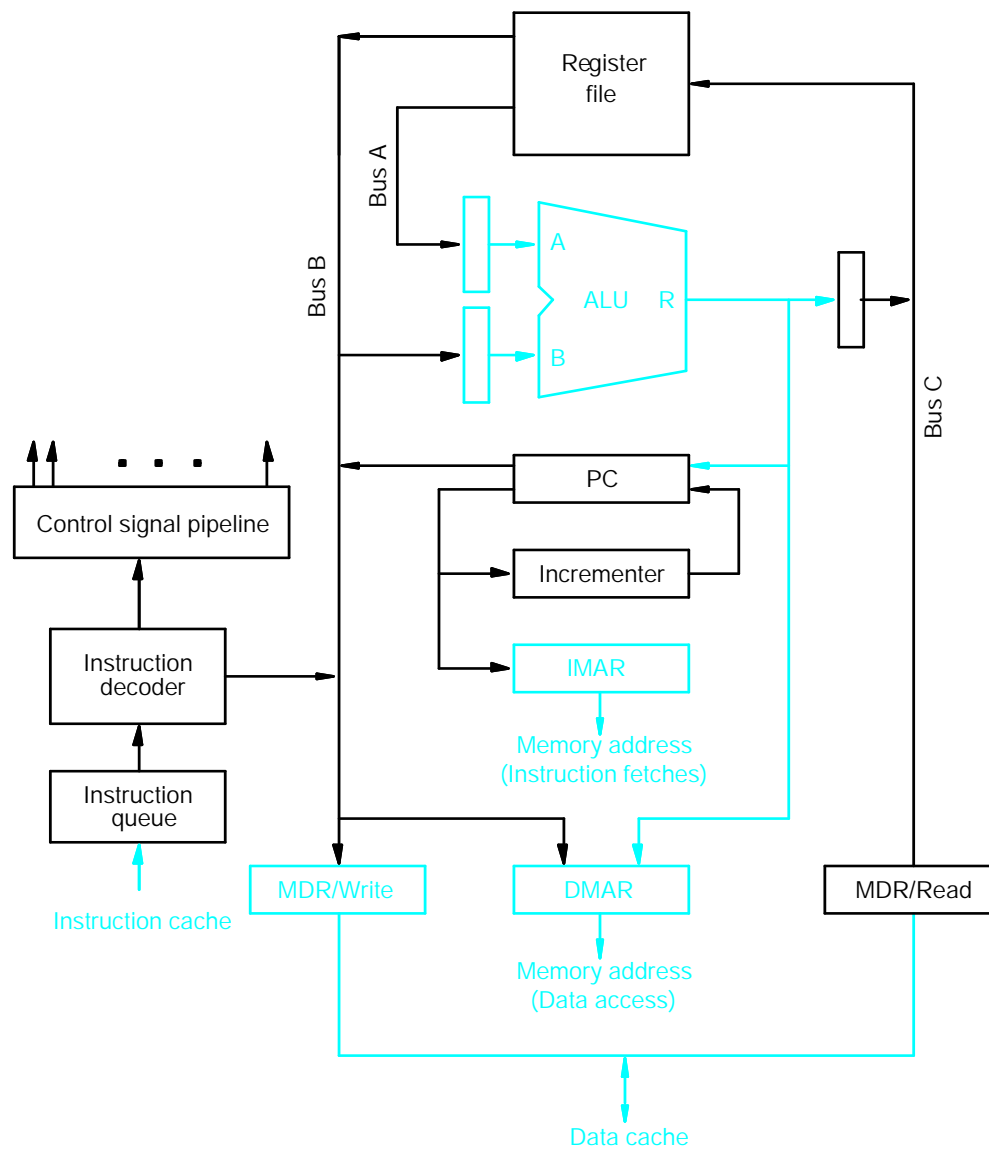 Register
file
Bus A
Bus B
A
ALU
R
B
Bus C
PC
Control signal pipeline
Incrementer
Instruction
decoder
IMAR
Memory address
(Instruction fetches)
Instruction
queue
MDR/Write
DMAR
MDR/Read
Instruction cache
Memory address
(Data access)
Data cache